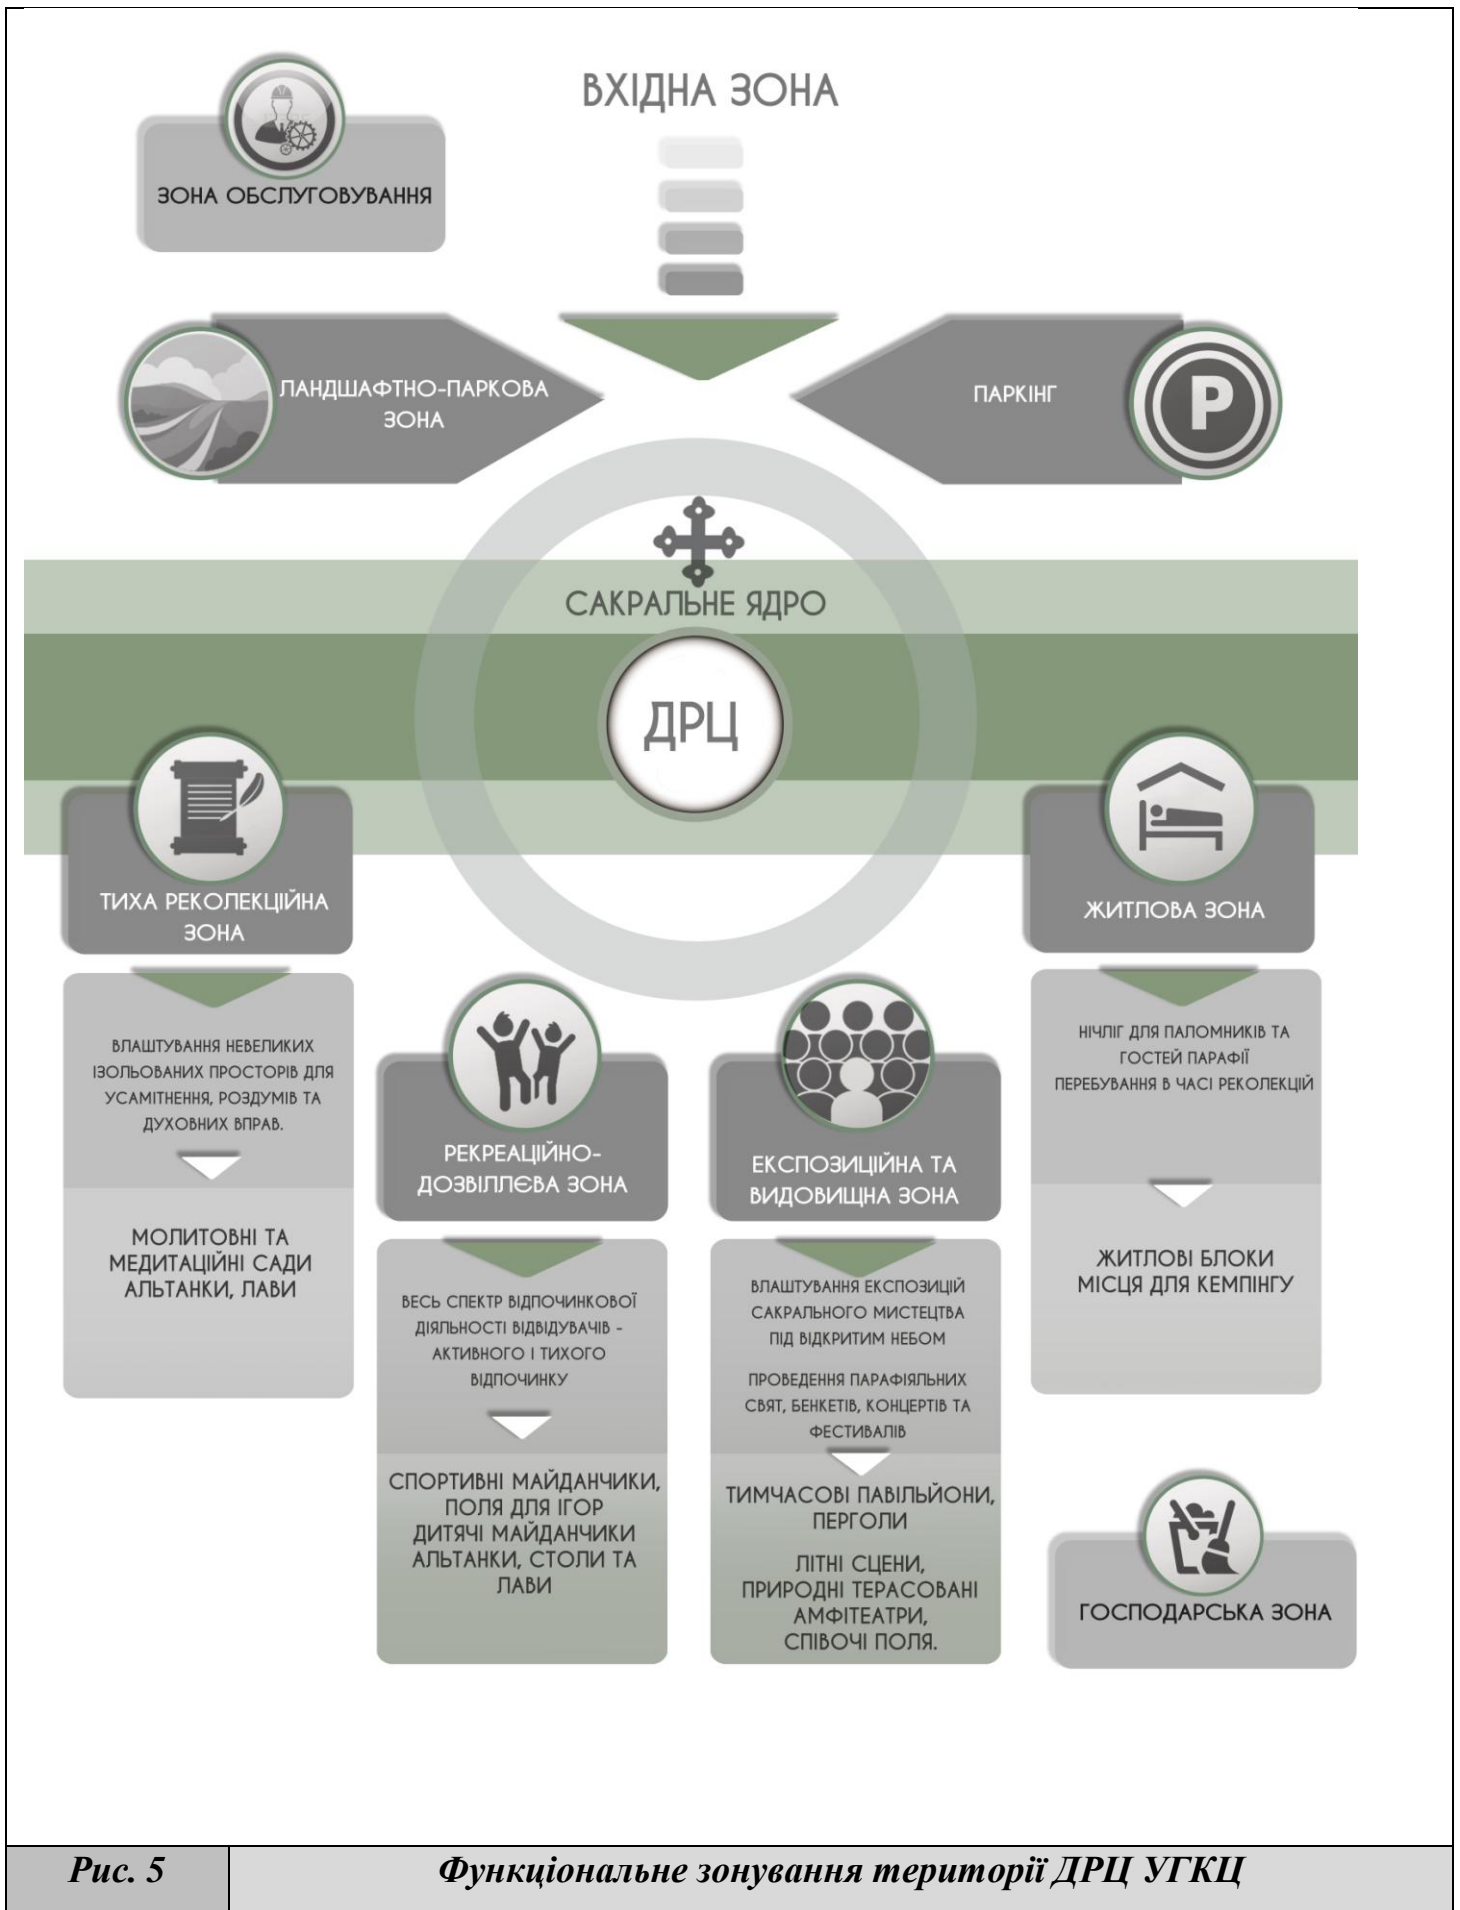 ВХІДНА ЗОНА
ЗОНА ОБСЛУГОВУВАННЯ
ЛАНДШАФТНО-ПАРКОВА
ЗОНА
ПАРКІНГ
P
САКРАЛЬНЕ ЯДРО
ДРЦ
ТИХА РЕКОЛЕКЦІЙНА
ЗОНА
ВЛАШТУВАННЯ НЕВЕЛИКИХ
ІЗОЛЬОВАНИХ ПРОСТОРІВ ДЛЯ
УСАМІТНЕННЯ, РОЗДУМІВ ТА
ДУХОВНИХ ВПРАВ.
МОЛИТОВНІ ТА
МЕДИТАЦІЙНІ САДИ
АЛЬТАНКИ, ЛАВИ
РЕКРЕАЦІЙНО-
ДОЗВІЛЛЄВА ЗОНА
ВЕСЬ СПЕКТР ВІДПОЧИНКОВОЇ
ДІЯЛЬНОСТІ ВІДВІДУВАЧІВ -
АКТИВНОГО І ТИХОГО
ВІДПОЧИНКУ
СПОРТИВНІ МАЙДАНЧИКИ,
ПОЛЯ ДЛЯ ІГОР
ДИТЯЧІ МАЙДАНЧИКИ
АЛЬТАНКИ, СТОЛИ ТА
ЛАВИ
ЕКСПОЗИЦІЙНА ТА
ВИДОВИЩНА ЗОНА
ВЛАШТУВАННЯ ЕКСПОЗИЦІЙ
САКРАЛЬНОГО МИСТЕЦТВА
ПІД ВІДКРИТИМ НЕБОМ
ПРОВЕДЕННЯ ПАРАФІЯЛЬНИХ
СВЯТ, БЕНКЕТІВ, КОНЦЕРТІВ ТА
ФЕСТИВАЛІВ
ТИМЧАСОВІ ПАВІЛЬЙОНИ,
ПЕРГОЛИ
ЛІТНІ СЦЕНИ,
ПРИРОДНІ ТЕРАСОВАНІ
АМФІТЕАТРИ,
СПІВОЧІ ПОЛЯ.
ЖИТЛОВА ЗОНА
НІЧЛІГ ДЛЯ ПАЛОМНИКІВ ТА
ГОСТЕЙ ПАРАФІЇ
ПЕРЕБУВАННЯ В ЧАСІ РЕКОЛЕКЦІЙ
ЖИТЛОВІ БЛОКИ
МІСЦЯ ДЛЯ КЕМПІНГУ
ГОСПОДАРСЬКА ЗОНА
Рис. 5
Функціональне зонування території ДРЦ УГКЦ